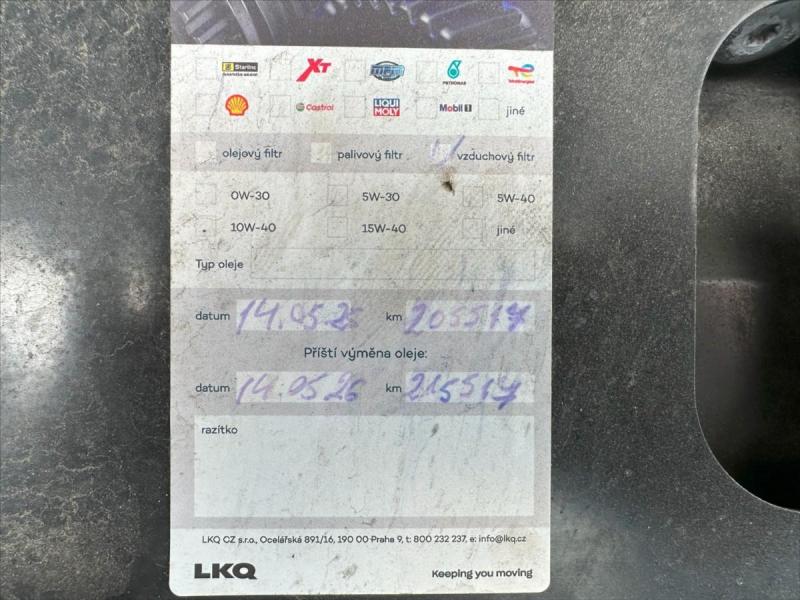 Starline XT MPM PETRONAS TotalEnergies
Shell Castrol LIQUI MOLY Mobil 1 jiné
olejový filtr palivový filtr vzduchový filtr
0W-30 5W-30 5W-40
10W-40 15W-40 jiné
Typ oleje
datum 14.05.25 km 205517
Příští výměna oleje:
datum 14.05.26 km 215517
razítko
LKQ CZ s.r.o., Ocelářská 891/16, 190 00 Praha 9, t: 800 232 237, e: info@lkq.cz
LKQ Keeping you moving